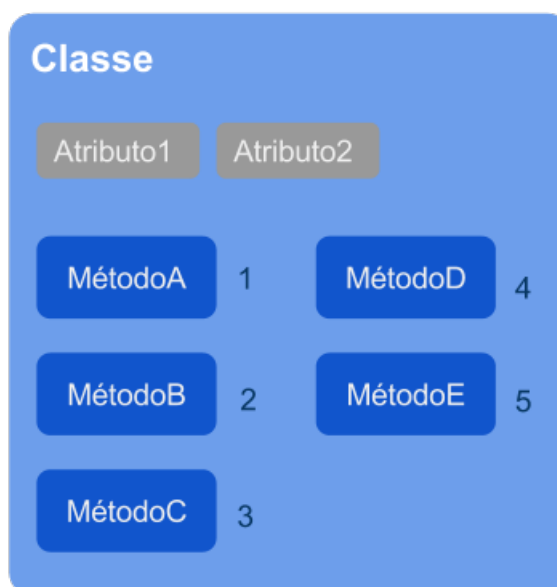 Classe
Atributo1 Atributo2
MétodoA 1 MétodoD 4
MétodoB 2 MétodoE 5
MétodoC 3